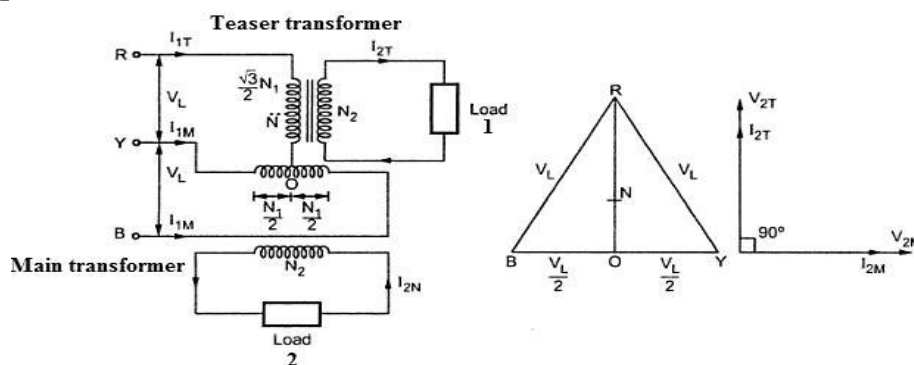 Teaser transformer
R
I1T
I2T
√3/2 N1
N̈
N2
VL
Load
1
Y
I1M
VL
O
N1/2
N1/2
B
I1M
Main transformer
N2
I2N
Load
2
R
VL
VL
N
B
VL/2
O
VL/2
Y
V2T
I2T
90°
V2M
I2M